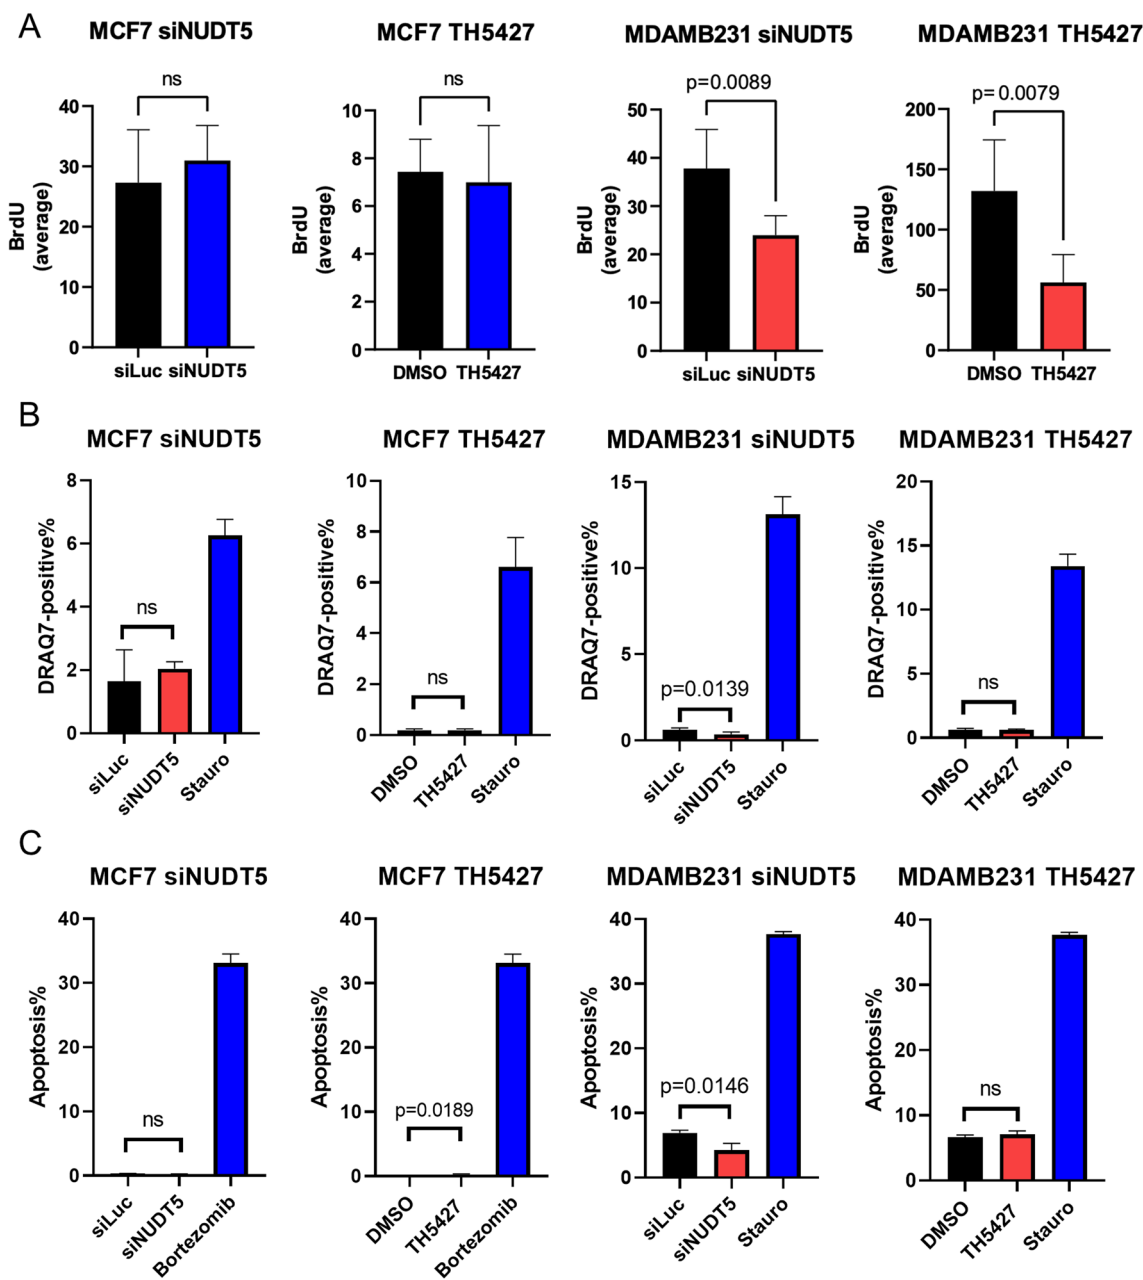 A
MCF7 siNUDT5
MCF7 TH5427
MDAMB231 siNUDT5
MDAMB231 TH5427
ns
ns
p=0.0089
p= 0.0079
BrdU
(average)
40
30
20
10
0
siLuc siNUDT5
BrdU
(average)
10
8
6
4
2
0
DMSO TH5427
BrdU
(average)
50
40
30
20
10
0
siLuc siNUDT5
BrdU
(average)
200
150
100
50
0
DMSO TH5427
B
MCF7 siNUDT5
MCF7 TH5427
MDAMB231 siNUDT5
MDAMB231 TH5427
DRAQ7-positive%
8
6
4
2
0
ns
siLuc
siNUDT5
Stauro
DRAQ7-positive%
10
8
6
4
2
0
ns
DMSO
TH5427
Stauro
DRAQ7-positive%
15
10
5
0
p=0.0139
siLuc
siNUDT5
Stauro
DRAQ7-positive%
20
15
10
5
0
ns
DMSO
TH5427
Stauro
C
MCF7 siNUDT5
MCF7 TH5427
MDAMB231 siNUDT5
MDAMB231 TH5427
Apoptosis%
40
30
20
10
0
ns
siLuc
siNUDT5
Bortezomib
Apoptosis%
40
30
20
10
0
p=0.0189
DMSO
TH5427
Bortezomib
Apoptosis%
40
30
20
10
0
p=0.0146
siLuc
siNUDT5
Stauro
Apoptosis%
40
30
20
10
0
ns
DMSO
TH5427
Stauro